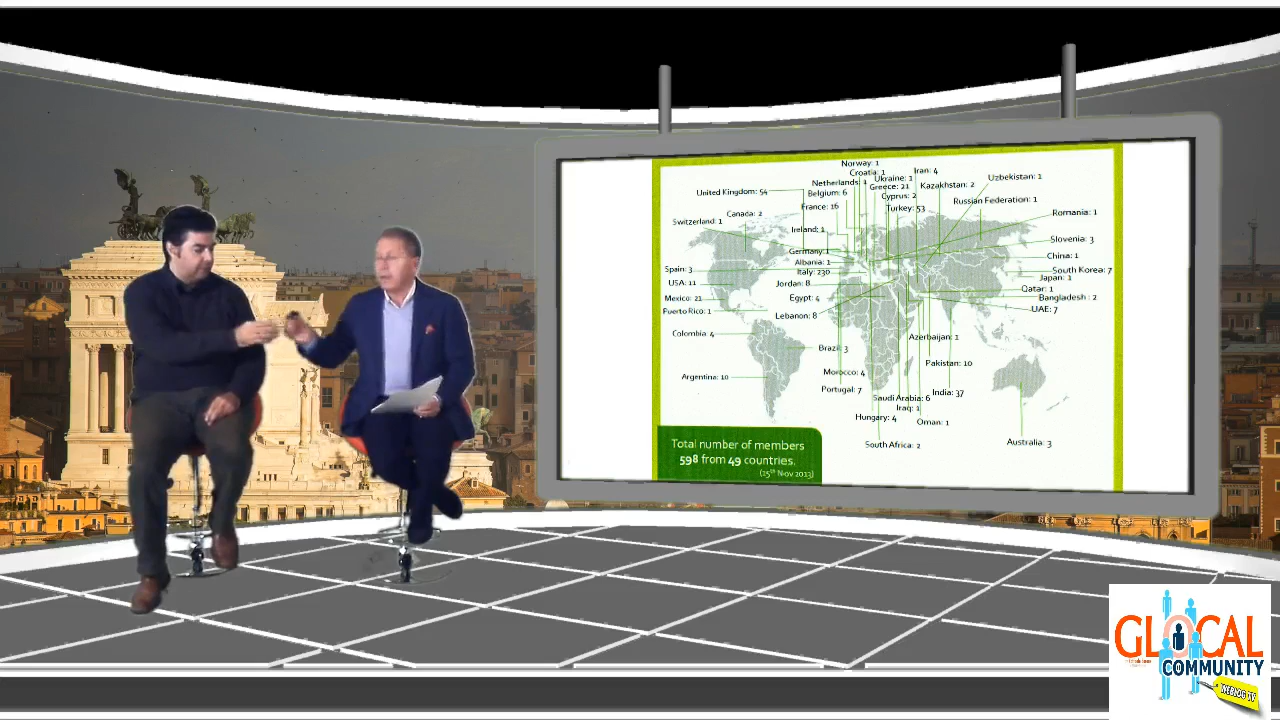 Norway: 1
Croatia: 1
Iran: 4
Netherlands: 1
Ukraine: 1
Uzbekistan: 1
United Kingdom: 54
Belgium: 6
Greece: 21
Kazakhstan: 2
Cyprus: 2
Russian Federation: 1
France: 16
Turkey: 53
Canada: 2
Romania: 1
Switzerland: 1
Ireland: 1
Slovenia: 3
Germany: 1
China: 1
Albania: 1
Spain: 3
Italy: 230
South Korea: 7
Japan: 1
USA: 11
Jordan: 8
Qatar: 1
Mexico: 21
Egypt: 4
Bangladesh : 2
Puerto Rico: 1
Lebanon: 8
UAE: 7
Colombia: 4
Azerbaijan: 1
Brazil: 3
Pakistan: 10
Argentina: 10
Morocco: 4
Portugal: 7
India: 37
Saudi Arabia: 6
Iraq: 1
Hungary: 4
Oman: 1
South Africa: 2
Australia: 3
Total number of members
598 from 49 countries.
(15th Nov 2013)
GLOCAL
COMMUNITY